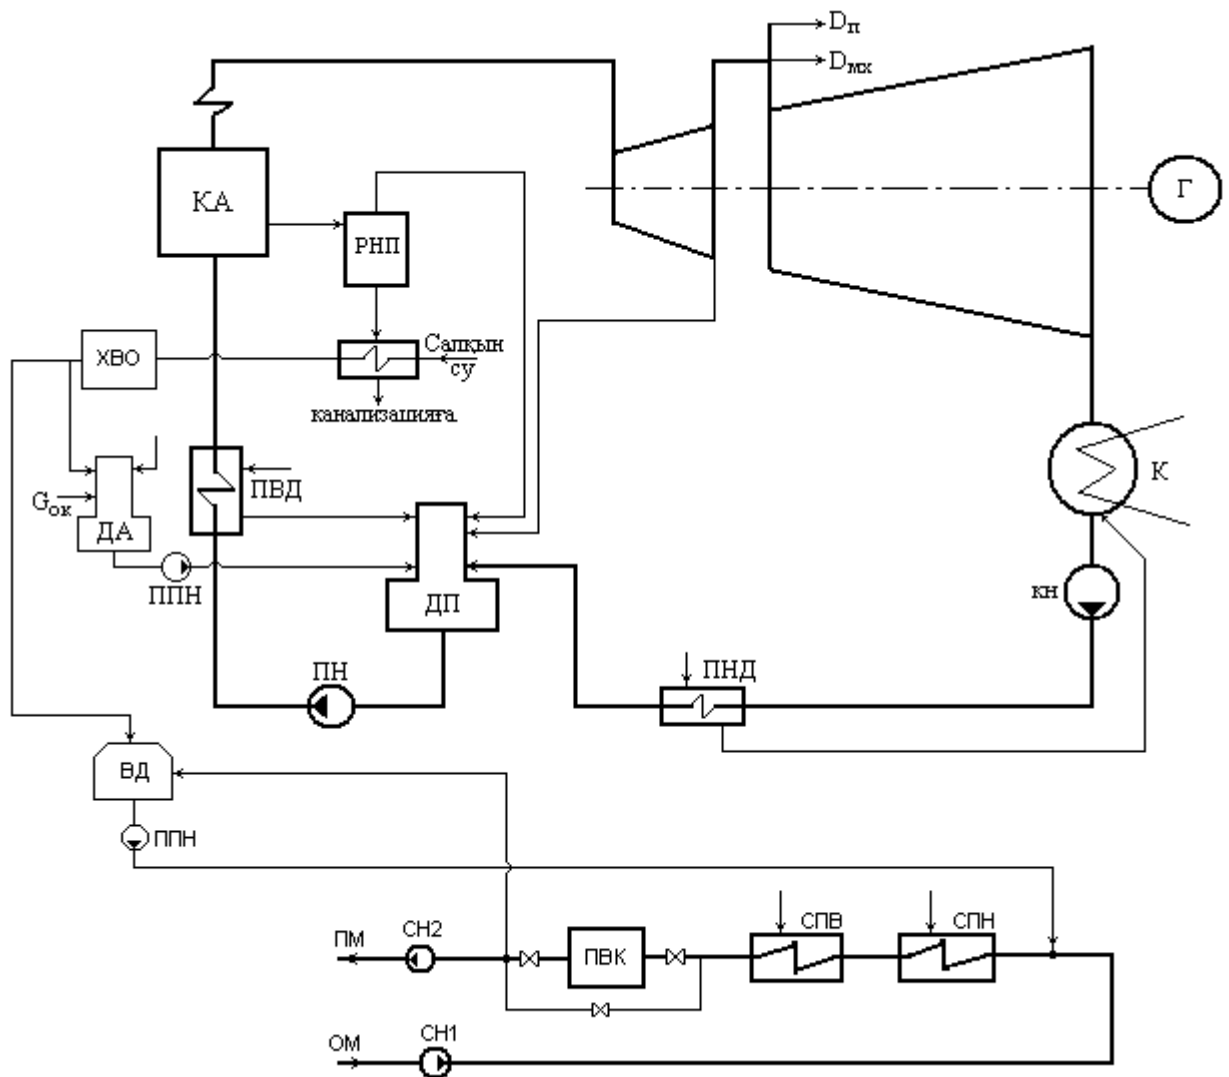 Dп
Dмх
КА
Г
РНП
ХВО
Салқын
су
канализацияға
К
ПВД
Gок
ДА
ППН
ДП
кн
ПН
ПНД
ВД
ППН
СПВ
СПН
СН2
ПМ
ПВК
ОМ
СН1